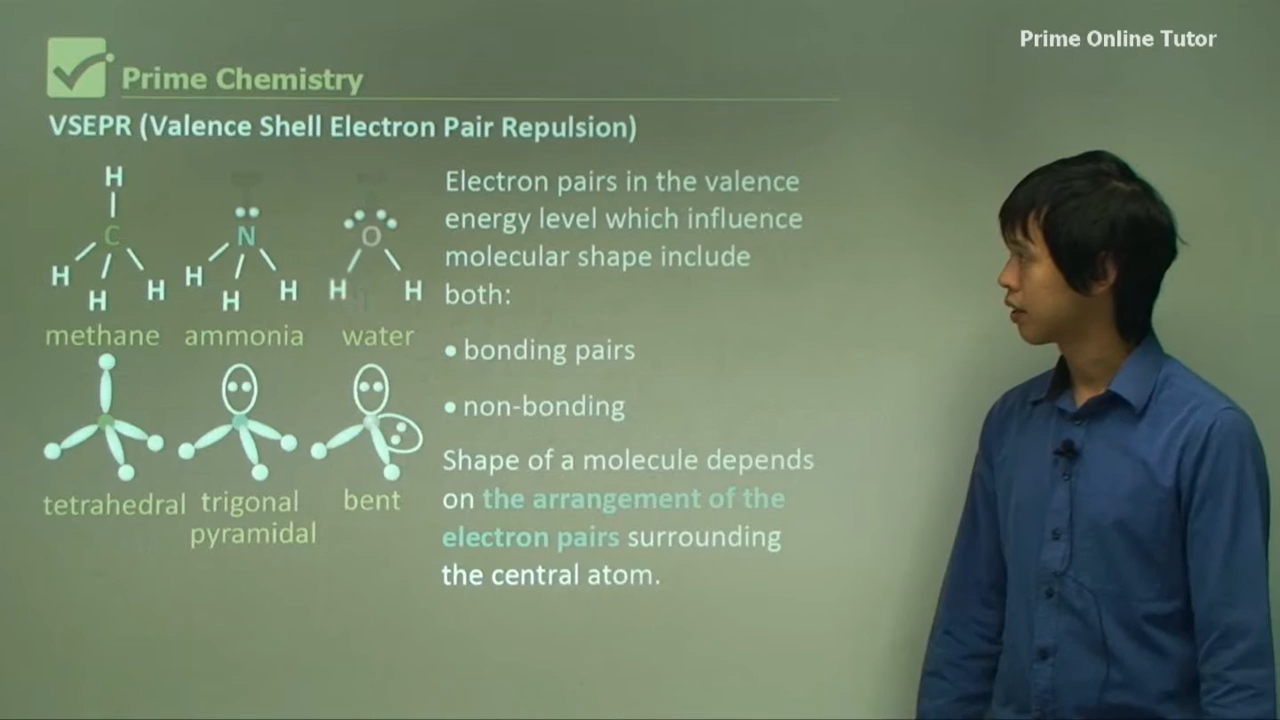 Prime Online Tutor
Prime Chemistry
VSEPR (Valence Shell Electron Pair Repulsion)
H
C
H
H
H
methane
N
H
H
H
ammonia
O
H
H
water
tetrahedral
trigonal
pyramidal
bent
Electron pairs in the valence
energy level which influence
molecular shape include
both:
• bonding pairs
• non-bonding
Shape of a molecule depends
on the arrangement of the
electron pairs surrounding
the central atom.